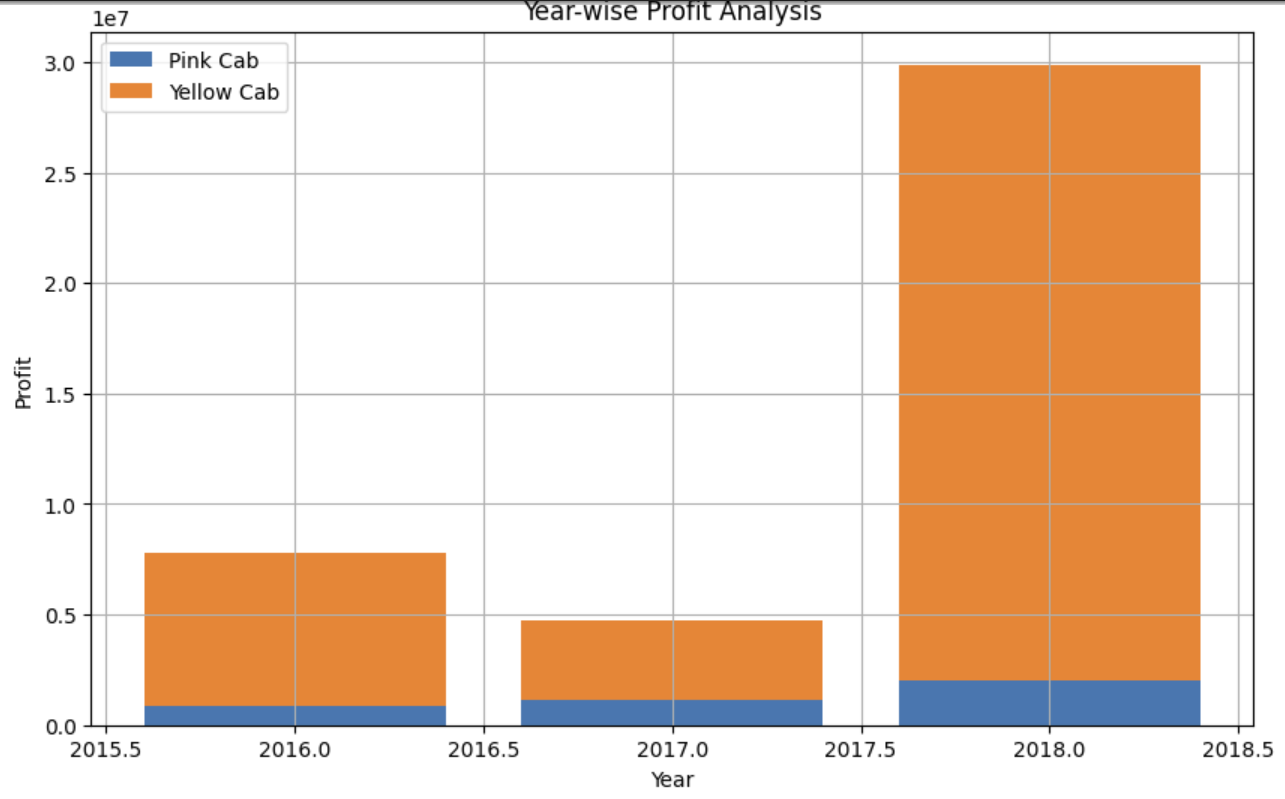 Year-wise Profit Analysis
1e7
Pink Cab
Yellow Cab
3.0
2.5
2.0
1.5
1.0
0.5
0.0
Profit
2015.5 2016.0 2016.5 2017.0 2017.5 2018.0 2018.5
Year